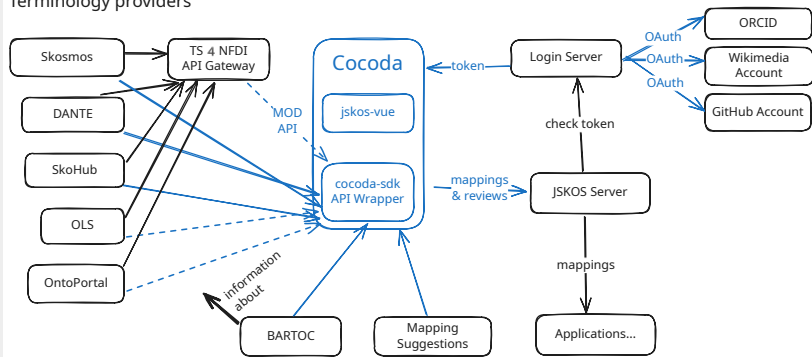 Terminology providers
Skosmos
TS 4 NFDI
API Gateway
DANTE
SkoHub
OLS
OntoPortal
MOD
API
Cocoda
jskos-vue
cocoda-sdk
API Wrapper
token
Login Server
OAuth
OAuth
OAuth
ORCID
Wikimedia
Account
GitHub Account
check token
mappings
& reviews
JSKOS Server
mappings
Applications...
information
about
BARTOC
Mapping
Suggestions